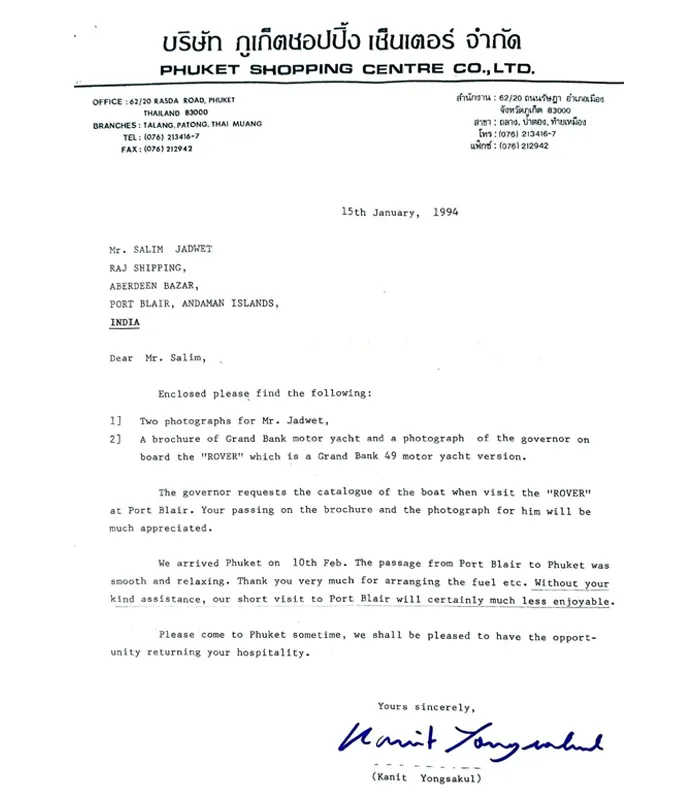 บริษัท ภูเก็ตชอปปิ้ง เซ็นเตอร์ จำกัด
PHUKET SHOPPING CENTRE CO.,LTD.
OFFICE : 62/20 RASDA ROAD, PHUKET
THAILAND 83000
BRANCHES : TALANG, PATONG, THAI MUANG
TEL : (076) 213416-7
FAX : (076) 212942
สำนักงาน : 62/20 ถนนรัษฎา อำเภอเมือง
จังหวัดภูเก็ต 83000
สาขา : ถลาง, ป่าตอง, ท้ายเหมือง
โทร : (076) 213416-7
แฟ็กซ์ : (076) 212942
15th January, 1994
Mr. SALIM JADWET
RAJ SHIPPING,
ABERDEEN BAZAR,
PORT BLAIR, ANDAMAN ISLANDS,
INDIA
Dear Mr. Salim,
Enclosed please find the following:
1] Two photographs for Mr. Jadwet,
2] A brochure of Grand Bank motor yacht and a photograph of the governor on
board the "ROVER" which is a Grand Bank 49 motor yacht version.
The governor requests the catalogue of the boat when visit the "ROVER"
at Port Blair. Your passing on the brochure and the photograph for him will be
much appreciated.
We arrived Phuket on 10th Feb. The passage from Port Blair to Phuket was
smooth and relaxing. Thank you very much for arranging the fuel etc. Without your
kind assistance, our short visit to Port Blair will certainly much less enjoyable.
Please come to Phuket sometime, we shall be pleased to have the opport-
unity returning your hospitality.
Yours sincerely,
Kanit Yongsakul
(Kanit Yongsakul)